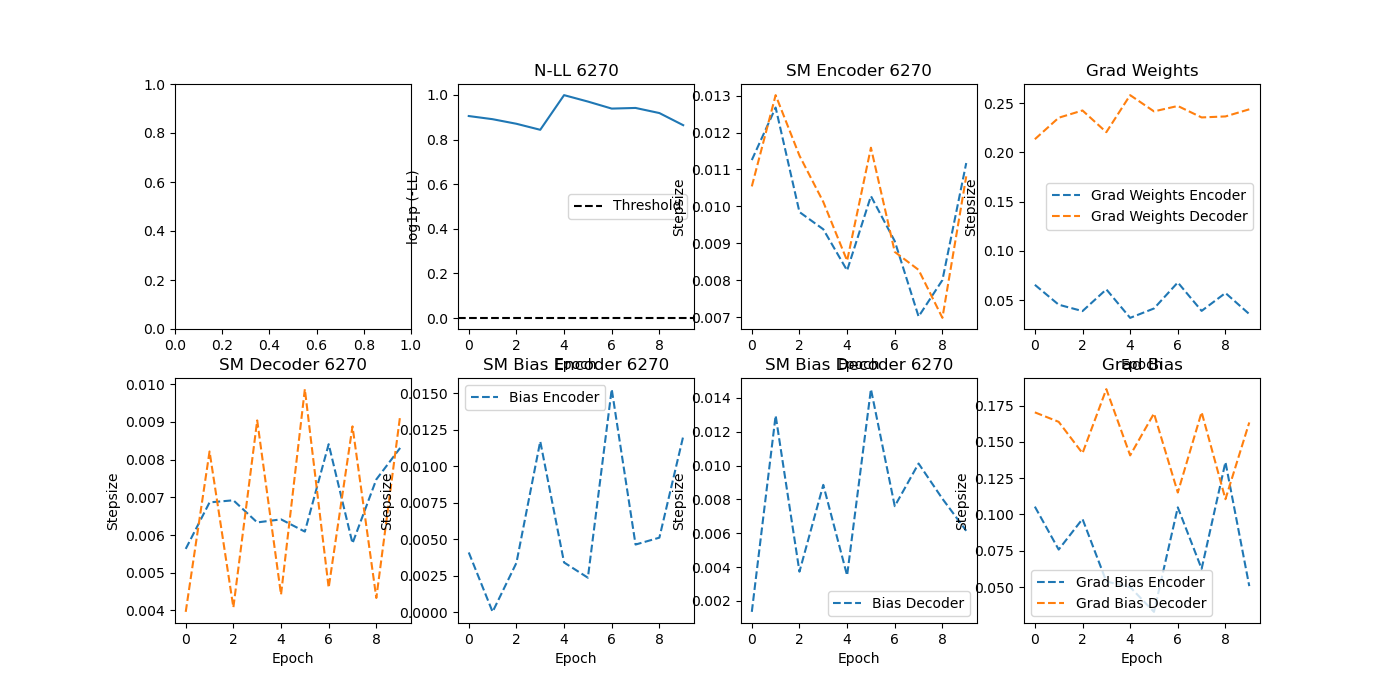 N-LL 6270
SM Encoder 6270
Grad Weights
1.0
0.8
0.6
0.4
0.2
0.0
0.0 0.2 0.4 0.6 0.8 1.0
log1p (-LL)
1.0
0.8
0.6
0.4
0.2
0.0
Threshold
0 2 4 6 8
Epoch
Stepsize
0.013
0.012
0.011
0.010
0.009
0.008
0.007
0 2 4 6 8
Epoch
Stepsize
0.25
0.20
0.15
0.10
0.05
Grad Weights Encoder
Grad Weights Decoder
0 2 4 6 8
Epoch
SM Decoder 6270
SM Bias Encoder 6270
SM Bias Decoder 6270
Grad Bias
Stepsize
0.010
0.009
0.008
0.007
0.006
0.005
0.004
0 2 4 6 8
Epoch
Stepsize
0.0150
0.0125
0.0100
0.0075
0.0050
0.0025
0.0000
Bias Encoder
0 2 4 6 8
Epoch
Stepsize
0.014
0.012
0.010
0.008
0.006
0.004
0.002
Bias Decoder
0 2 4 6 8
Epoch
Stepsize
0.175
0.150
0.125
0.100
0.075
0.050
Grad Bias Encoder
Grad Bias Decoder
0 2 4 6 8
Epoch